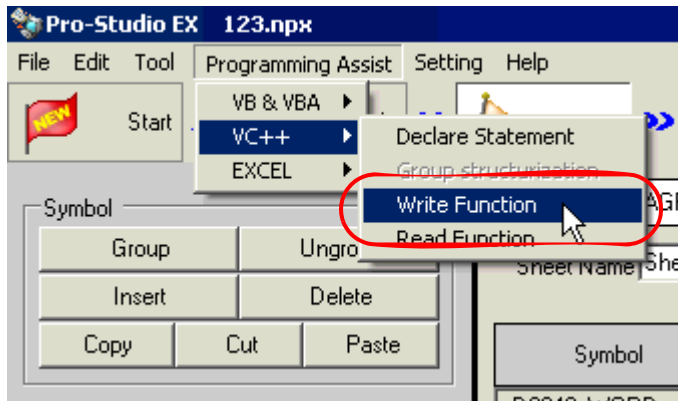 Pro-Studio EX 123.npx
File Edit Tool Programming Assist Setting Help
NEW Start
VB & VBA
VC++
EXCEL
Declare Statement
Group structurization
Write Function
Read Function
Symbol
Group
Insert Delete
Copy Cut Paste
Sheet Name
Symbol